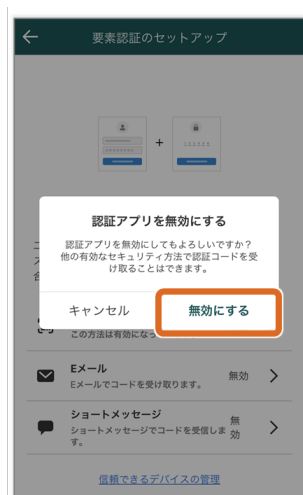 要素認証のセットアップ
認証アプリを無効にする
認証アプリを無効にしてもよろしいですか？
他の有効なセキュリティ方法で認証コードを受
け取ることはできます。
キャンセル
無効にする
この方法は有効になっ
Eメール
Eメールでコードを受け取ります。
無効
ショートメッセージ
ショートメッセージでコードを受信しま
す。
無
効
信頼できるデバイスの管理